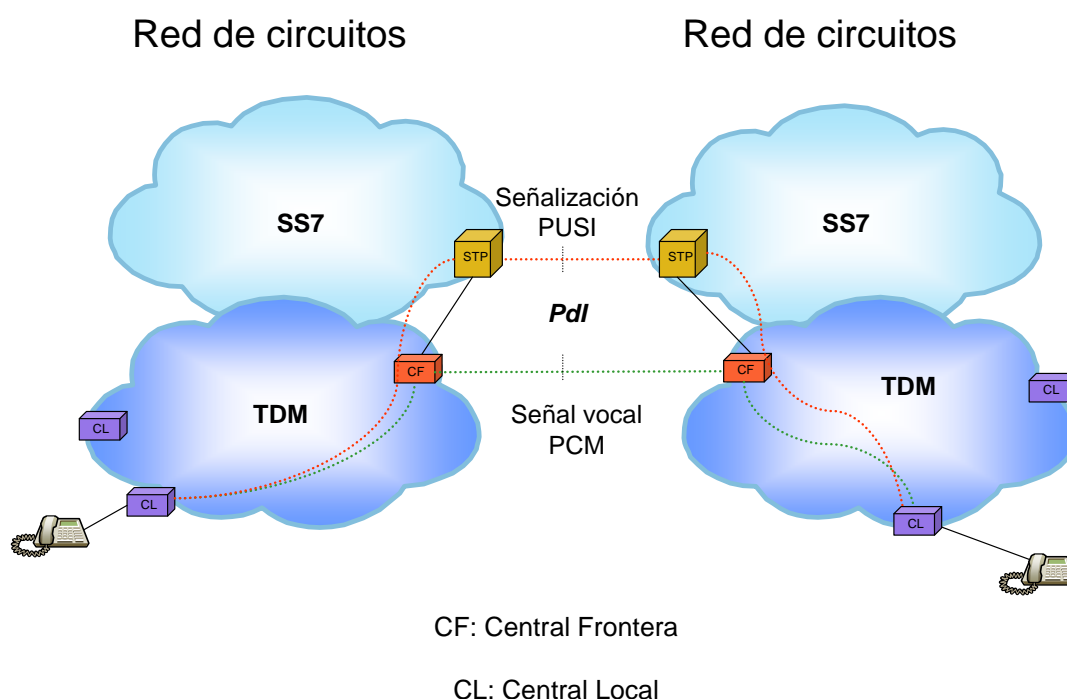 Red de circuitos
Red de circuitos
SS7
Señalización
PUSI
SS7
STP
STP
PdI
CF
CF
TDM
TDM
CL
CL
Señal vocal
PCM
CL
CL
CF: Central Frontera
CL: Central Local